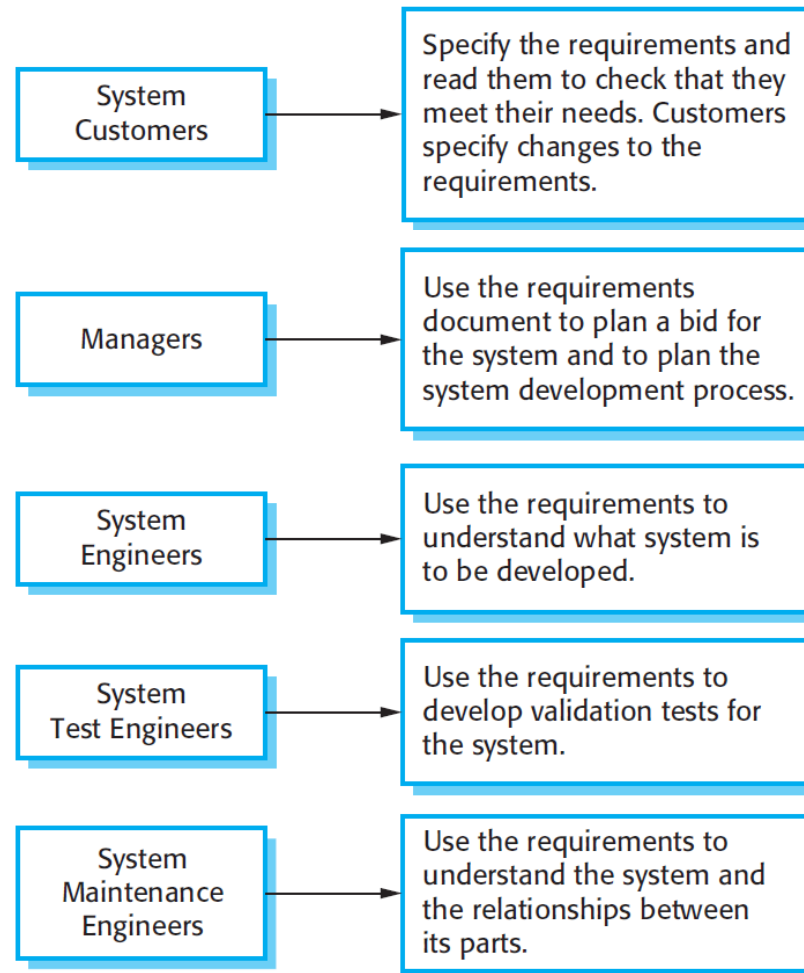 System
Customers
Specify the requirements and
read them to check that they
meet their needs. Customers
specify changes to the
requirements.
Managers
Use the requirements
document to plan a bid for
the system and to plan the
system development process.
System
Engineers
Use the requirements to
understand what system is
to be developed.
System
Test Engineers
Use the requirements to
develop validation tests for
the system.
System
Maintenance
Engineers
Use the requirements to
understand the system and
the relationships between
its parts.